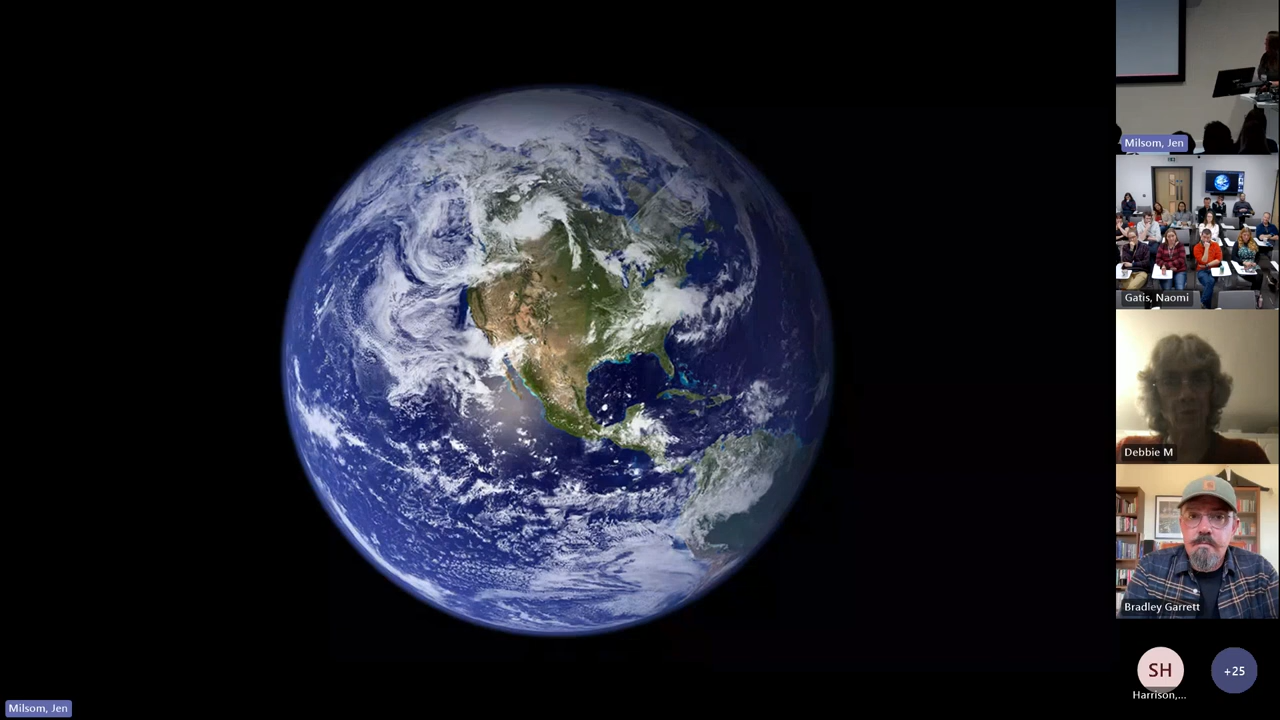 Milsom, Jen
Gatis, Naomi
Debbie M
Bradley Garrett
SH
+25
Harrison,...
Milsom, Jen